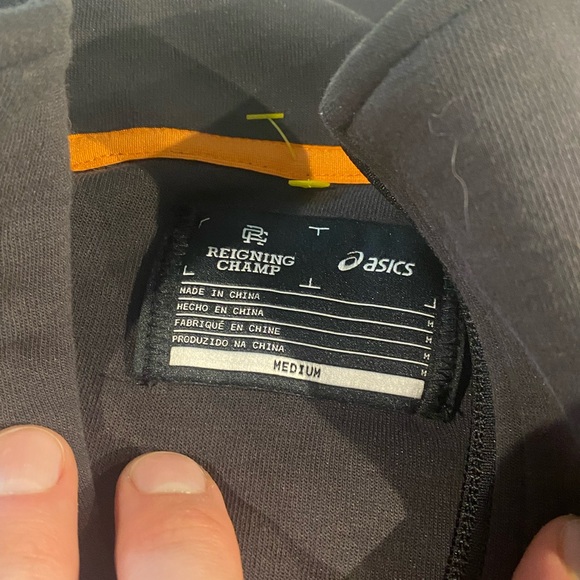 RC
REIGNING
CHAMP
asics
MADE IN CHINA
HECHO EN CHINA M
FABRIQUÉ EN CHINE M
PRODUZIDO NA CHINA M
M
MEDIUM